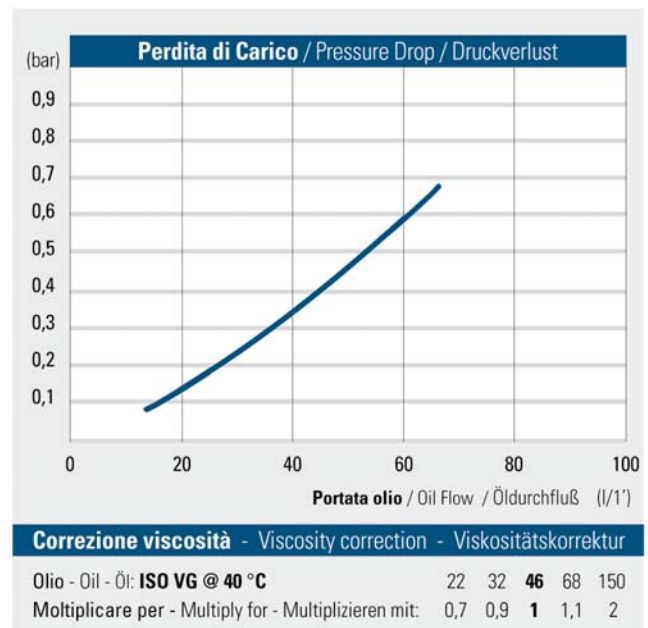 Perdita di Carico / Pressure Drop / Druckverlust
(bar)
0,9
0,8
0,7
0,6
0,5
0,4
0,3
0,2
0,1
0 20 40 60 80 100
Portata olio / Oil Flow / Öldurchfluß (l/1')
Correzione viscosità - Viscosity correction - Viskositätskorrektur
Olio - Oil - Öl: ISO VG @ 40 °C 22 32 46 68 150
Moltiplicare per - Multiply for - Multiplizieren mit: 0,7 0,9 1 1,1 2